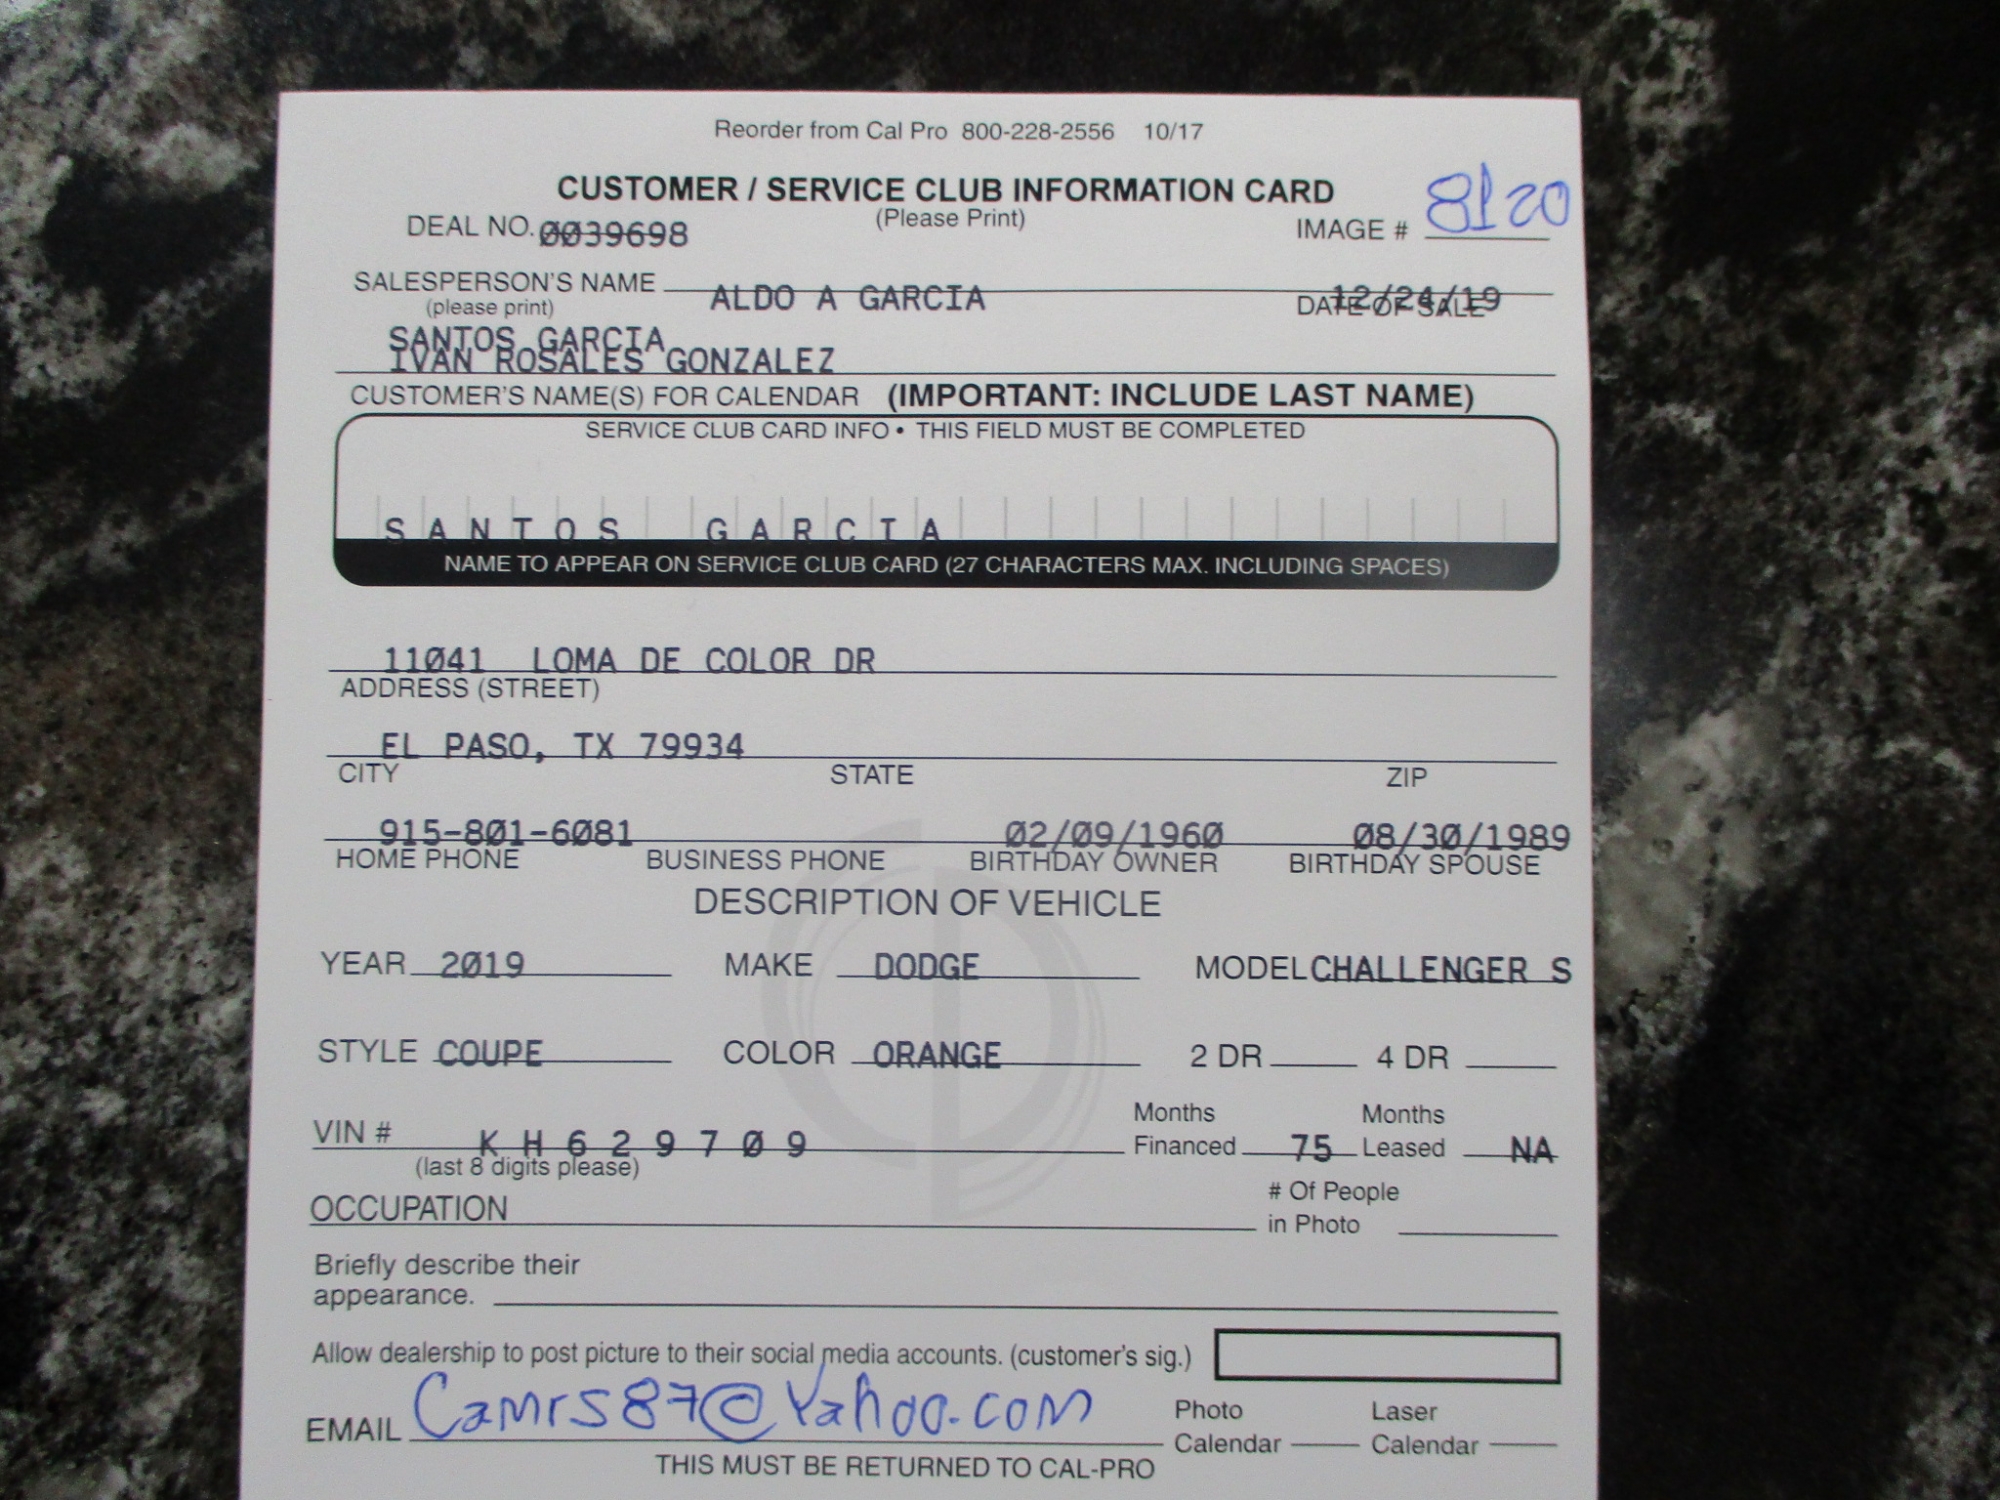 Reorder from Cal Pro 800-228-2556 10/17
CUSTOMER / SERVICE CLUB INFORMATION CARD
(Please Print)
DEAL NO. 0039698
IMAGE # 8120
SALESPERSON'S NAME ALDO A GARCIA
(please print)
DATE OF SALE 12/24/19
SANTOS GARCIA
IVAN ROSALES GONZALEZ
CUSTOMER'S NAME(S) FOR CALENDAR (IMPORTANT: INCLUDE LAST NAME)
SERVICE CLUB CARD INFO • THIS FIELD MUST BE COMPLETED
SANTOS GARCIA
NAME TO APPEAR ON SERVICE CLUB CARD (27 CHARACTERS MAX. INCLUDING SPACES)
11041 LOMA DE COLOR DR
ADDRESS (STREET)
EL PASO, TX 79934
CITY STATE ZIP
915-801-6081 02/09/1960 08/30/1989
HOME PHONE BUSINESS PHONE BIRTHDAY OWNER BIRTHDAY SPOUSE
DESCRIPTION OF VEHICLE
YEAR 2019 MAKE DODGE MODEL CHALLENGER S
STYLE COUPE COLOR ORANGE 2 DR 4 DR
VIN # KH629709 Months Financed 75 Months Leased NA
(last 8 digits please)
OCCUPATION # Of People in Photo
Briefly describe their
appearance.
Allow dealership to post picture to their social media accounts. (customer's sig.)
EMAIL Camrs87@Yahoo.com Photo Calendar Laser Calendar
THIS MUST BE RETURNED TO CAL-PRO